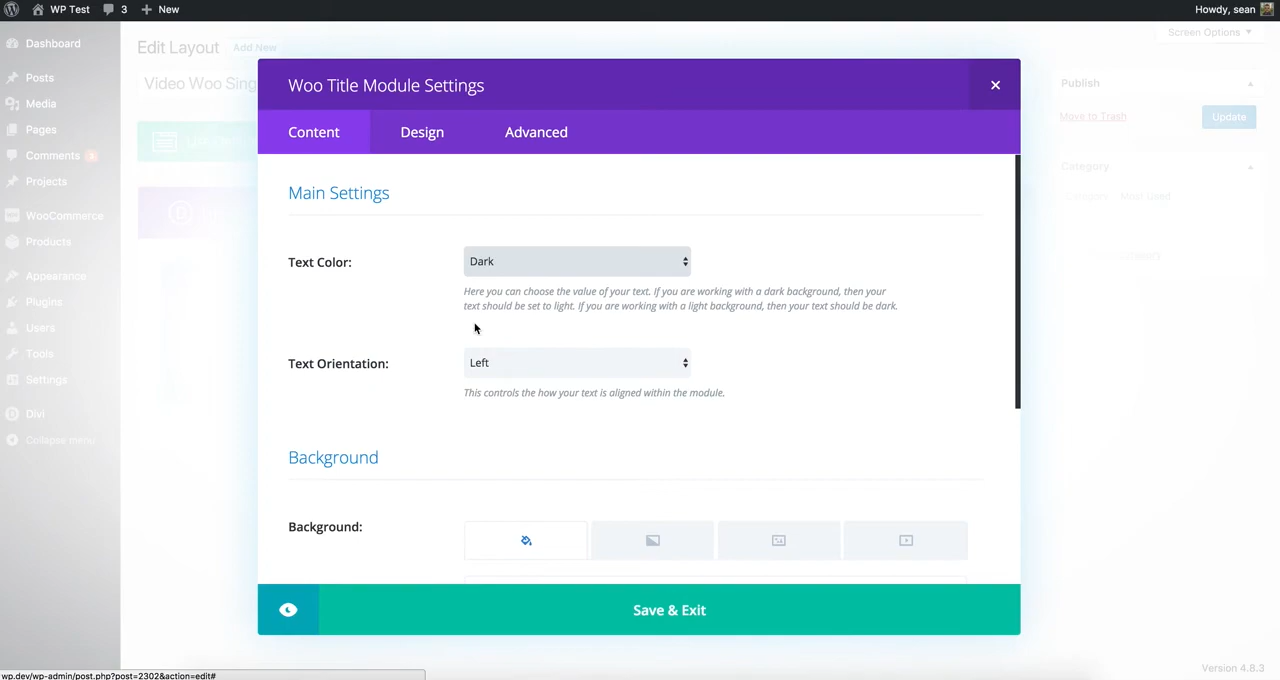 WP Test 3 New Howdy, sean
Screen Options
Dashboard
Edit Layout Add New
Posts
Video Woo Sing
Media
Pages
Comments
Projects
WooCommerce
Products
Appearance
Plugins
Users
Tools
Settings
Divi
Collapse menu
Woo Title Module Settings
Content Design Advanced
Main Settings
Text Color:
Dark
Here you can choose the value of your text. If you are working with a dark background, then your
text should be set to light. If you are working with a light background, then your text should be dark.
Text Orientation:
Left
This controls the how your text is aligned within the module.
Background
Background:
Save & Exit
Publish
Move to Trash
Update
Category
Most Used
Version 4.8.3
wp.dev/wp-admin/post.php?post=2302&action=edit#